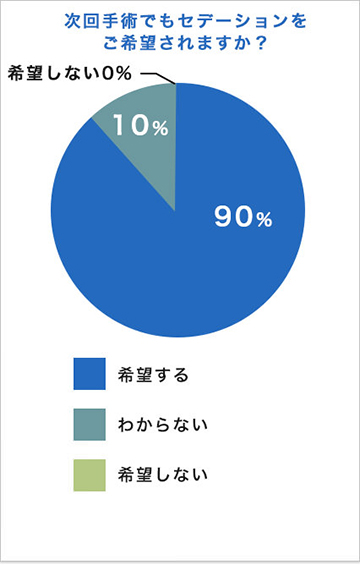 次回手術でもセデーションを
ご希望されますか？
希望しない0%
10%
90%
希望する
わからない
希望しない